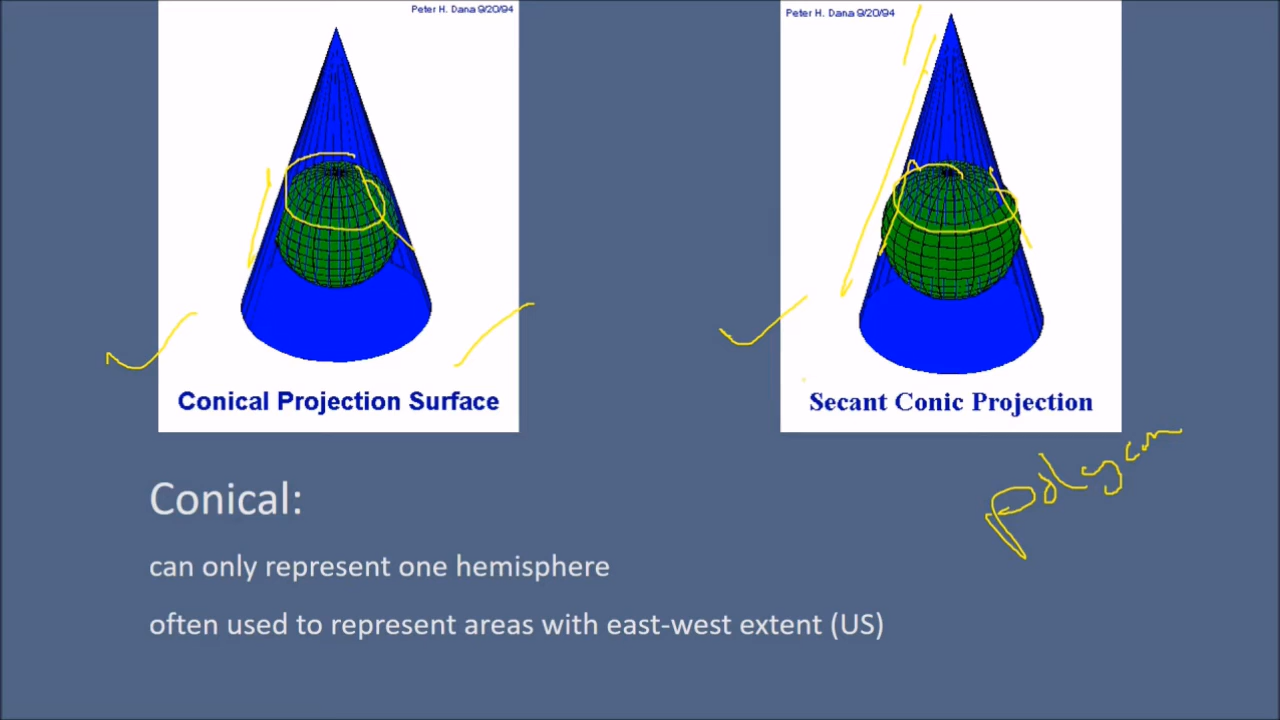 Peter H. Dana 9/20/94
Peter H. Dana 9/20/94
Conical Projection Surface
Secant Conic Projection
Conical:
can only represent one hemisphere
often used to represent areas with east-west extent (US)